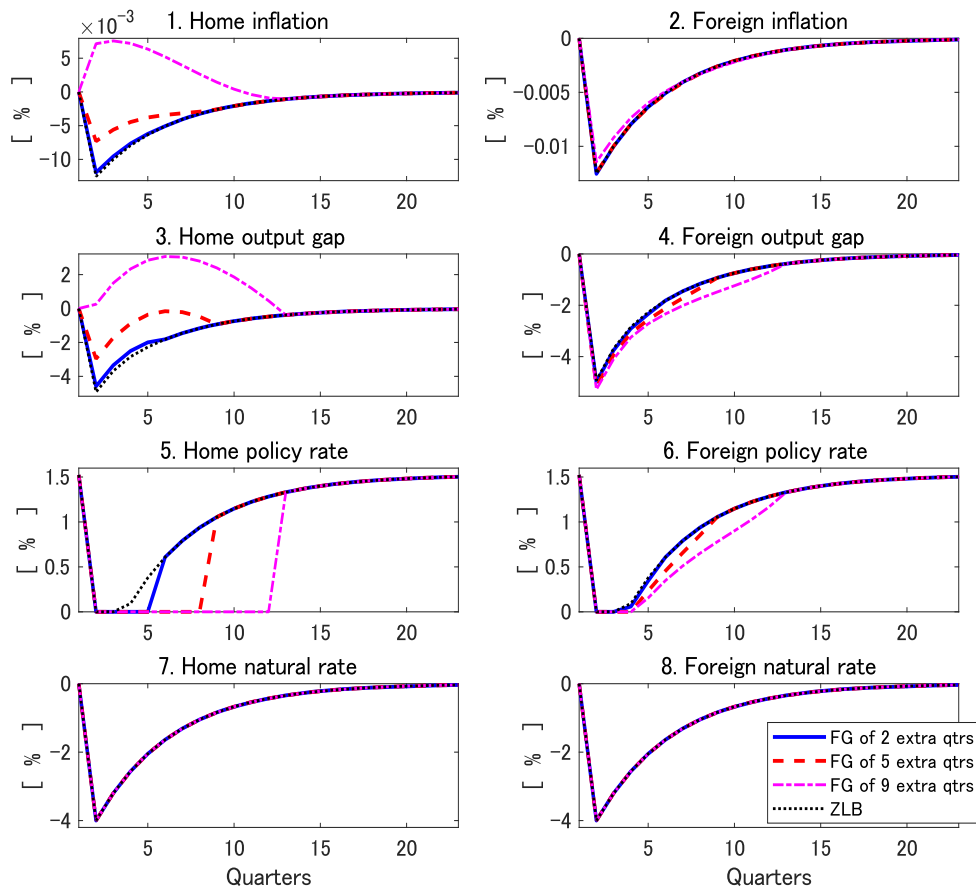 1. Home inflation
×10⁻³
5
0
−5
−10
[ % ]
5
10
15
20
2. Foreign inflation
0
−0.005
−0.01
[ % ]
5
10
15
20
3. Home output gap
2
0
−2
−4
[ % ]
5
10
15
20
4. Foreign output gap
0
−2
−4
[ % ]
5
10
15
20
5. Home policy rate
1.5
1
0.5
0
[ % ]
5
10
15
20
6. Foreign policy rate
1.5
1
0.5
0
[ % ]
5
10
15
20
7. Home natural rate
0
−2
−4
[ % ]
5
10
15
20
Quarters
8. Foreign natural rate
0
−2
−4
[ % ]
FG of 2 extra qtrs
FG of 5 extra qtrs
FG of 9 extra qtrs
ZLB
5
10
15
20
Quarters